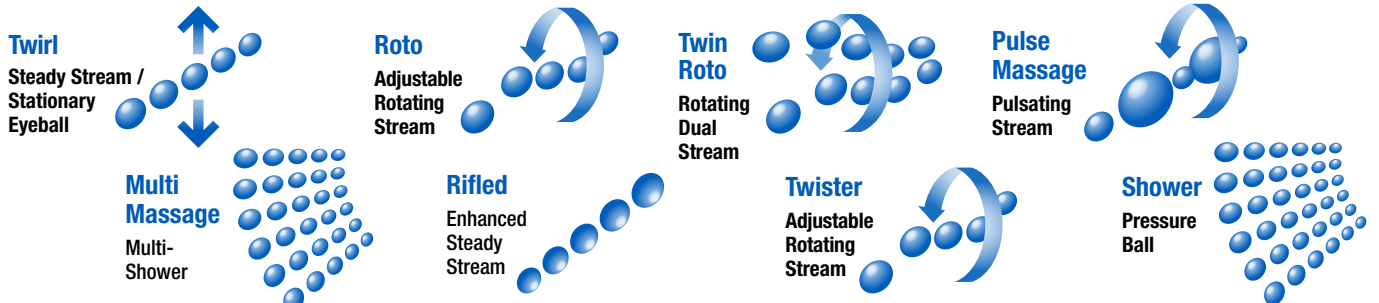 Twirl
Steady Stream /
Stationary
Eyeball
Roto
Adjustable
Rotating
Stream
Twin
Roto
Rotating
Dual
Stream
Pulse
Massage
Pulsating
Stream
Multi
Massage
Multi-
Shower
Rifled
Enhanced
Steady
Stream
Twister
Adjustable
Rotating
Stream
Shower
Pressure
Ball